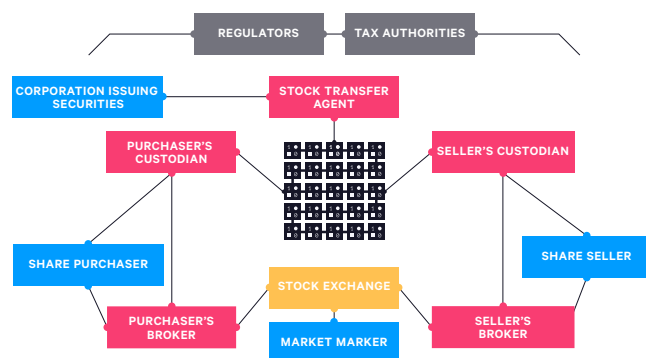 REGULATORS
TAX AUTHORITIES
CORPORATION ISSUING
SECURITIES
STOCK TRANSFER
AGENT
PURCHASER'S
CUSTODIAN
SELLER'S CUSTODIAN
SHARE PURCHASER
SHARE SELLER
STOCK EXCHANGE
PURCHASER'S
BROKER
MARKET MARKER
SELLER'S
BROKER